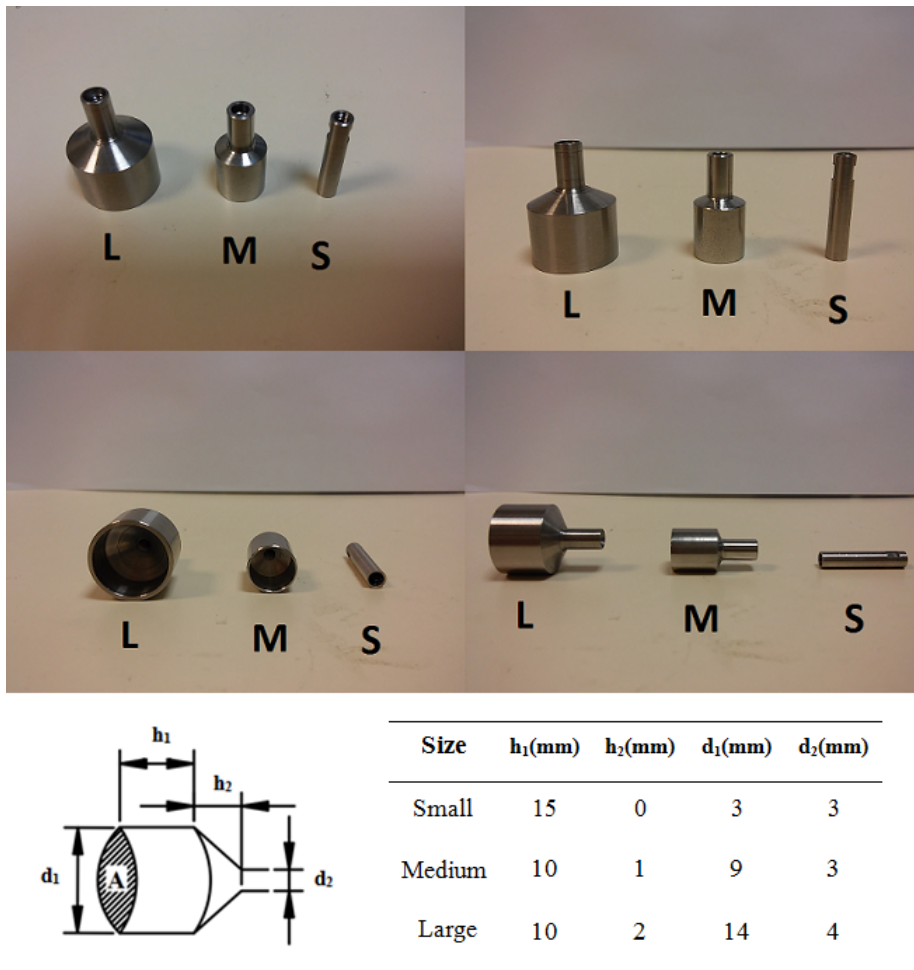 L M S
L M S
L M S
L M S
h1
h2
d1
A
d2
Size h1(mm) h2(mm) d1(mm) d2(mm)
Small 15 0 3 3
Medium 10 1 9 3
Large 10 2 14 4